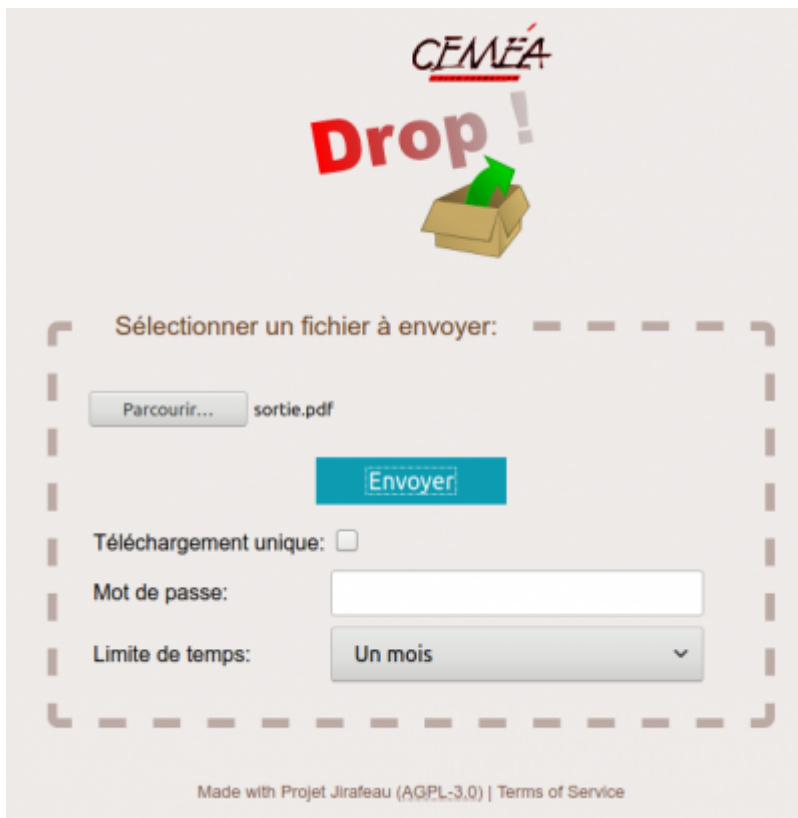 CEMÉA
Drop !
Sélectionner un fichier à envoyer:
Parcourir... sortie.pdf
Envoyer
Téléchargement unique:
Mot de passe:
Limite de temps: Un mois
Made with Projet Jirafeau (AGPL-3.0) | Terms of Service